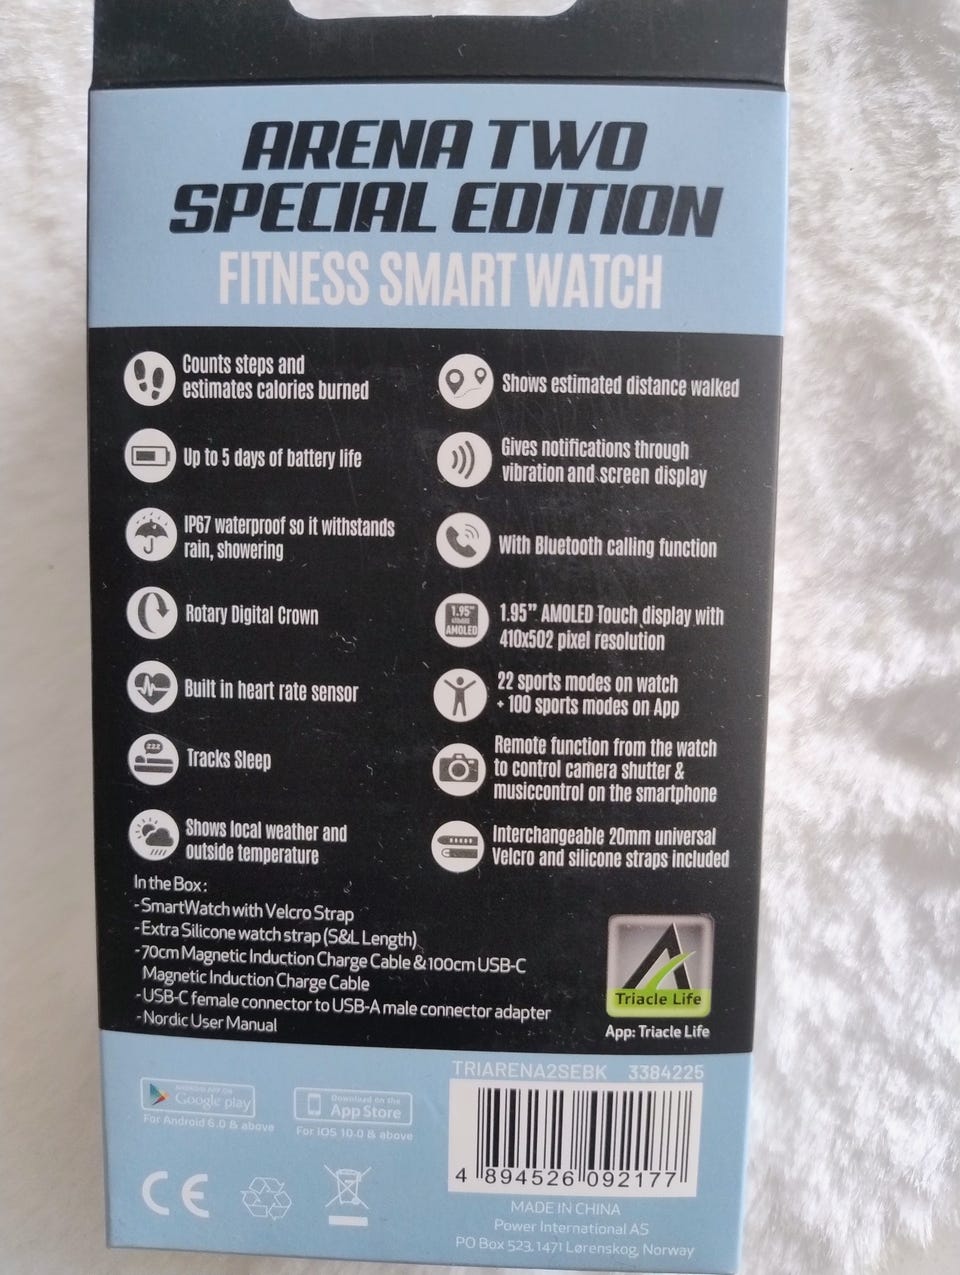 ARENA TWO
SPECIAL EDITION
FITNESS SMART WATCH
Counts steps and
estimates calories burned
Up to 5 days of battery life
IP67 waterproof so it withstands
rain, showering
Rotary Digital Crown
Built in heart rate sensor
zzz
Tracks Sleep
Shows local weather and
outside temperature
Shows estimated distance walked
Gives notifications through
vibration and screen display
With Bluetooth calling function
1.95"
AMOLED
1.95" AMOLED Touch display with
410x502 pixel resolution
22 sports modes on watch
+ 100 sports modes on App
Remote function from the watch
to control camera shutter &
musiccontrol on the smartphone
Interchangeable 20mm universal
Velcro and silicone straps included
In the Box :
- SmartWatch with Velcro Strap
- Extra Silicone watch strap (S&L Length)
- 70cm Magnetic Induction Charge Cable & 100cm USB-C
Magnetic Induction Charge Cable
- USB-C female connector to USB-A male connector adapter
- Nordic User Manual
Triacle Life
App: Triacle Life
ANDROID APP ON
Google play
For Android 6.0 & above
Download on the
App Store
For iOS 10.0 & above
CE
TRIARENA2SEBK 3384225
4 894526 092177
MADE IN CHINA
Power International AS
PO Box 523, 1471 Lørenskog, Norway